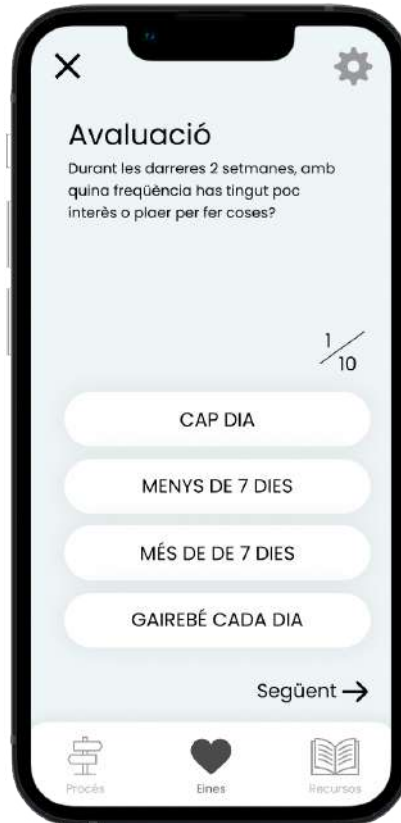 Avaluació
Durant les darreres 2 setmanes, amb
quina freqüència has tingut poc
interès o plaer per fer coses?
1/10
CAP DIA
MENYS DE 7 DIES
MÉS DE DE 7 DIES
GAIREBÉ CADA DIA
Següent →
Procès Eines Recursos